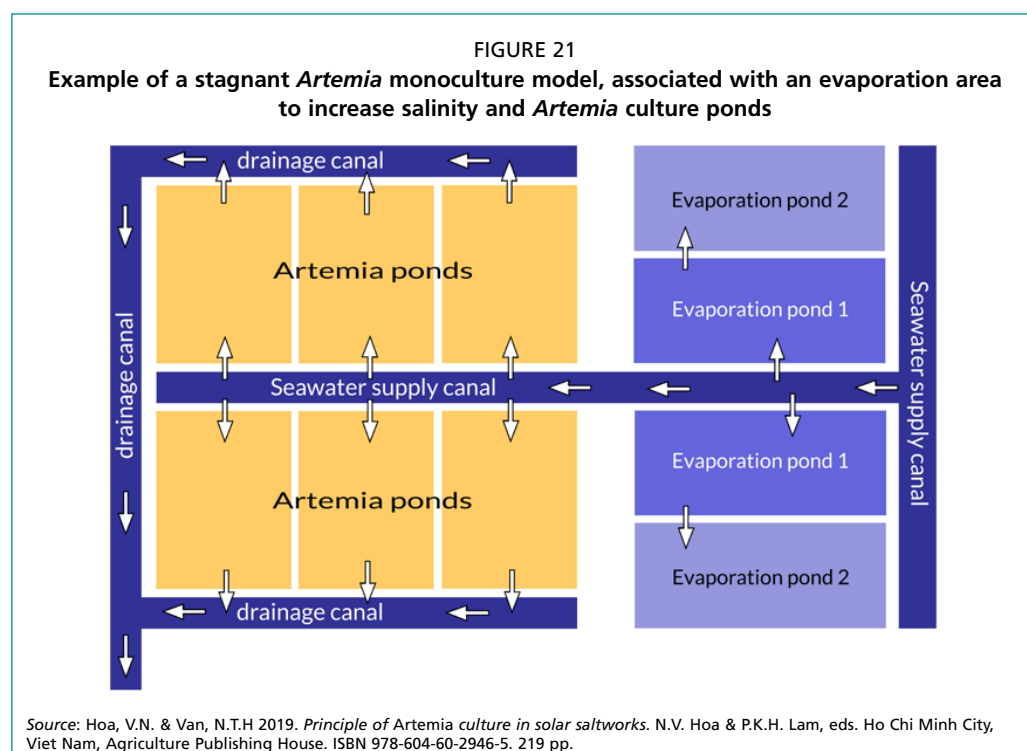 FIGURE 21
Example of a stagnant Artemia monoculture model, associated with an evaporation area
to increase salinity and Artemia culture ponds
drainage canal
Evaporation pond 2
Artemia ponds
Evaporation pond 1
drainage canal
Seawater supply canal
Seawater supply canal
Evaporation pond 1
Artemia ponds
Evaporation pond 2
drainage canal
Source: Hoa, V.N. & Van, N.T.H 2019. Principle of Artemia culture in solar saltworks. N.V. Hoa & P.K.H. Lam, eds. Ho Chi Minh City,
Viet Nam, Agriculture Publishing House. ISBN 978-604-60-2946-5. 219 pp.